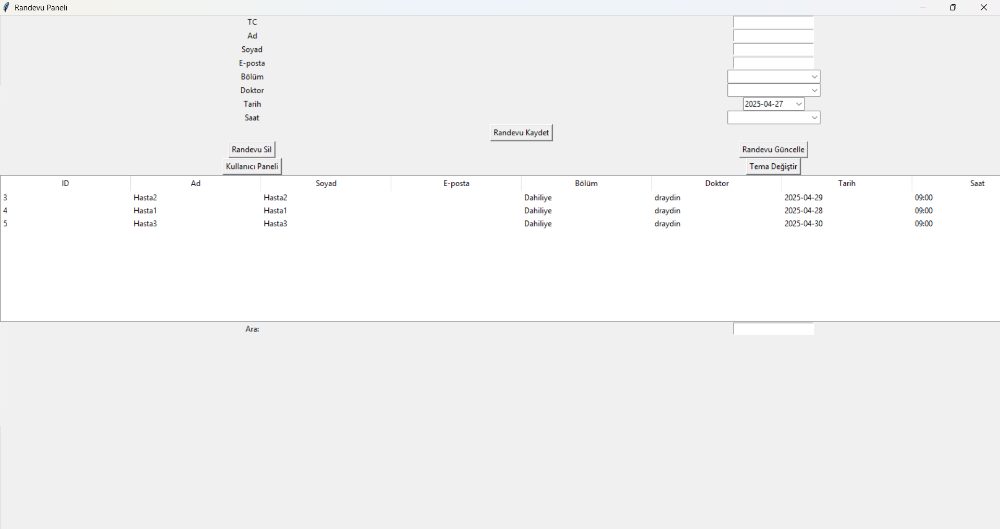 Randevu Paneli
TC
Ad
Soyad
E-posta
Bölüm
Doktor
Tarih 2025-04-27
Saat
Randevu Kaydet
Randevu Sil Randevu Güncelle
Kullanıcı Paneli Tema Değiştir
ID Ad Soyad E-posta Bölüm Doktor Tarih Saat
3 Hasta2 Hasta2 Dahiliye draydin 2025-04-29 09:00
4 Hasta1 Hasta1 Dahiliye draydin 2025-04-28 09:00
5 Hasta3 Hasta3 Dahiliye draydin 2025-04-30 09:00
Ara: